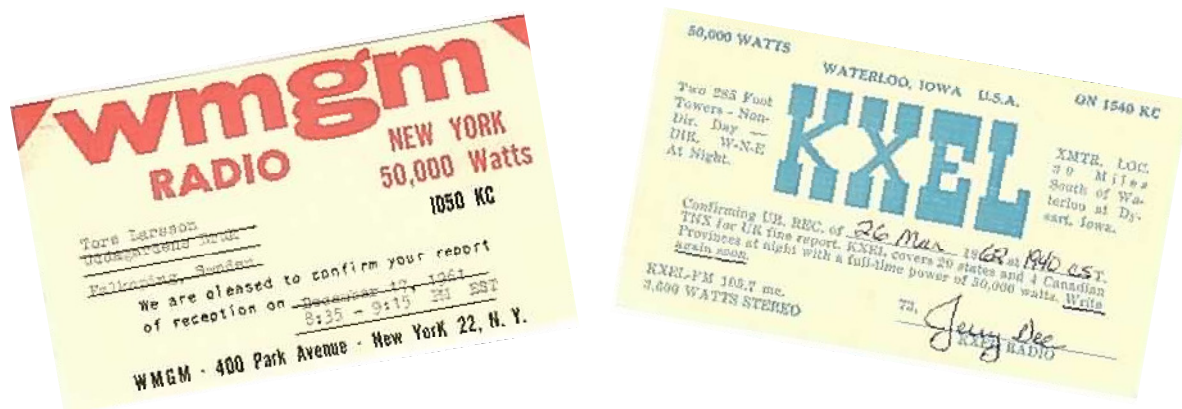 wmgm
RADIO
NEW YORK
50,000 Watts
1050 KC
Tore Larsson
Falkoping, Sweden
We are pleased to confirm your report
of reception on December 17, 1961
8:35 - 9:15 PM EST
WMGM - 400 Park Avenue - New York 22, N. Y.
50,000 WATTS
WATERLOO, IOWA U.S.A.
ON 1540 KC
Two 285 Foot
Towers - Non-
Dir. Day —
DIR. W-N-E
At Night.
KXEL
XMTR. LOC.
20 Miles
South of Wa-
terloo at Dy-
sart, Iowa.
Confirming UR. REC. of 26 Mar 1962 at 1940 CST.
TNX for UR fine report. KXEL covers 20 states and 4 Canadian
Provinces at night with a full-time power of 50,000 watts. Write
again soon.
KXEL-FM 105.7 mc.
3,600 WATTS STEREO
73,
Jerry Dee
KXEL RADIO